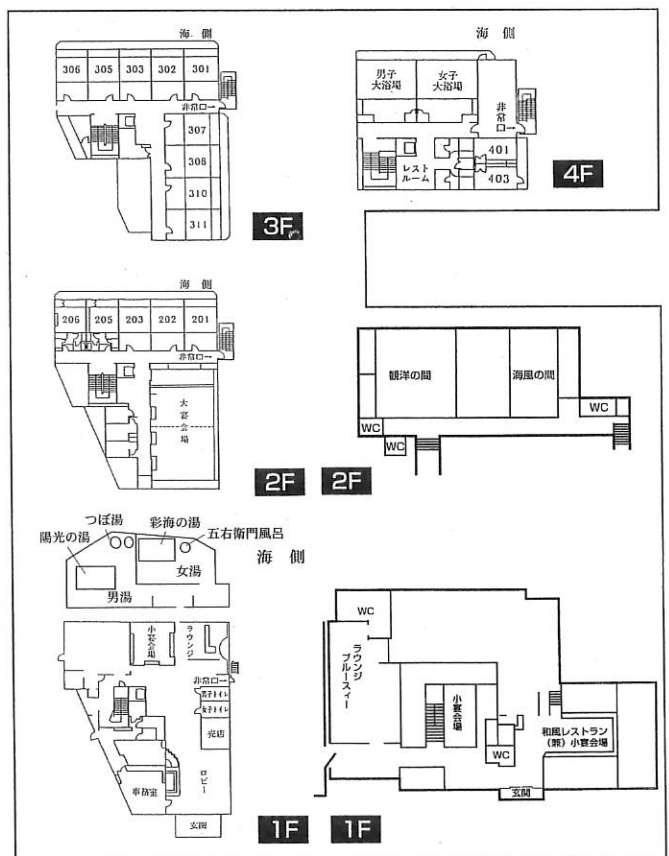 海 側
306 305 303 302 301
非常口→
307
308
310
311
3F
海 側
男子
大浴場
女子
大浴場
非常口→
レスト
ルーム
401
403
4F
海 側
206 205 203 202 201
非常口→
大宴会場
2F
観洋の間
海風の間
WC
WC
WC
2F
つぼ湯
彩海の湯
五右衛門風呂
陽光の湯
海 側
女湯
男湯
小宴会場
ラウンジ
非常口→
男子トイレ
女子トイレ
売店
ロビー
事務室
玄関
1F
WC
ラウンジ
ブルースィー
小宴会場
和風レストラン
(兼)小宴会場
WC
玄関
1F